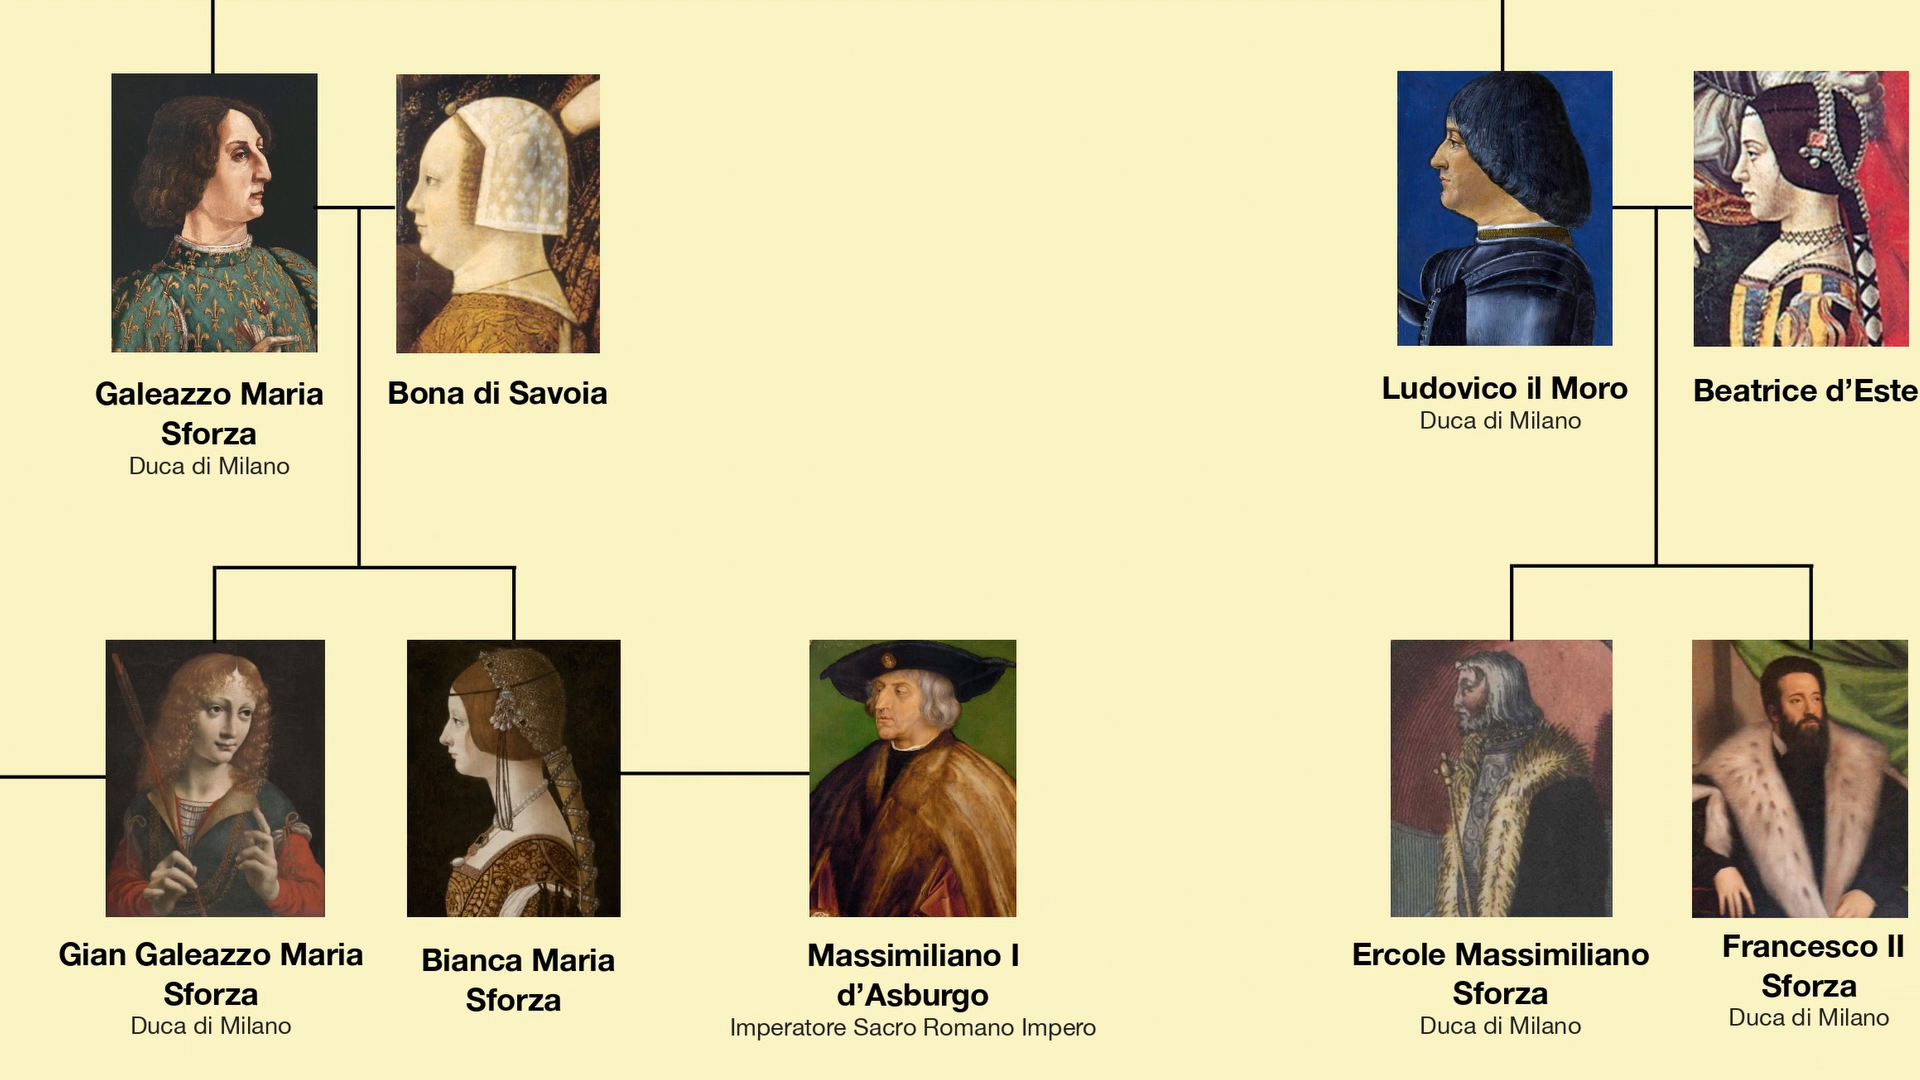 Galeazzo Maria
Sforza
Duca di Milano
Bona di Savoia
Ludovico il Moro
Duca di Milano
Beatrice d’Este
Gian Galeazzo Maria
Sforza
Duca di Milano
Bianca Maria
Sforza
Massimiliano I
d’Asburgo
Imperatore Sacro Romano Impero
Ercole Massimiliano
Sforza
Duca di Milano
Francesco II
Sforza
Duca di Milano